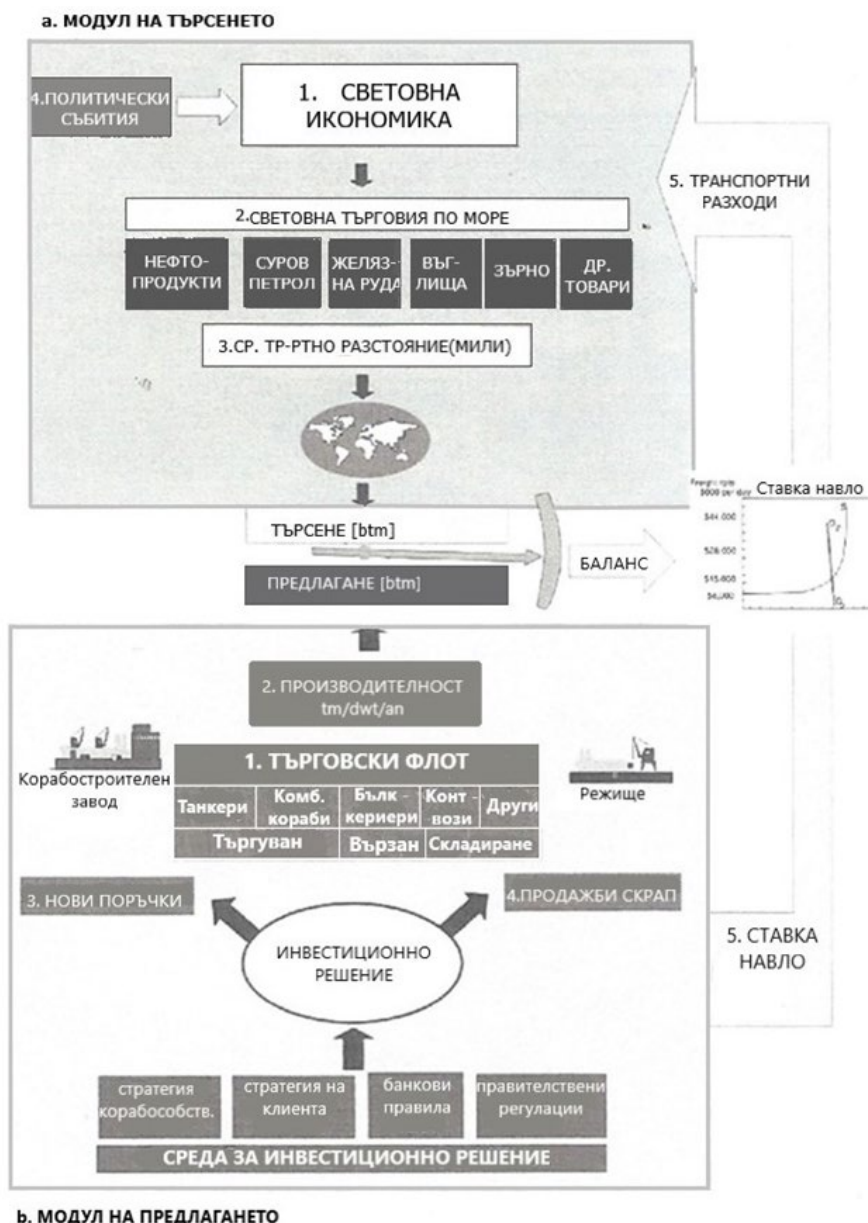 a. МОДУЛ НА ТЪРСЕНЕТО
4.ПОЛИТИЧЕСКИ
СЪБИТИЯ
1. СВЕТОВНА
ИКОНОМИКА
5. ТРАНСПОРТНИ
РАЗХОДИ
2.СВЕТОВНА ТЪРГОВИЯ ПО МОРЕ
НЕФТО-
ПРОДУКТИ
СУРОВ
ПЕТРОЛ
ЖЕЛЯЗ-
НА РУДА
ВЪГ-
ЛИЩА
ЗЪРНО
ДР.
ТОВАРИ
3.СР. ТР-РТНО РАЗСТОЯНИЕ(МИЛИ)
ТЪРСЕНЕ [btm]
ПРЕДЛАГАНЕ [btm]
БАЛАНС
Ставка навло
2. ПРОИЗВОДИТЕЛНОСТ
tm/dwt/an
Корабостроителен
завод
1. ТЪРГОВСКИ ФЛОТ
Танкери
Комб.
кораби
Бълк -
кериери
Конт -
вози
Други
Търгуван
Вързан
Складиране
Режище
3. НОВИ ПОРЪЧКИ
4.ПРОДАЖБИ СКРАП
ИНВЕСТИЦИОННО
РЕШЕНИЕ
5. СТАВКА
НАВЛО
стратегия
корабособств.
стратегия на
клиента
банкови
правила
правителствени
регулации
СРЕДА ЗА ИНВЕСТИЦИОННО РЕШЕНИЕ
b. МОДУЛ НА ПРЕДЛАГАНЕТО